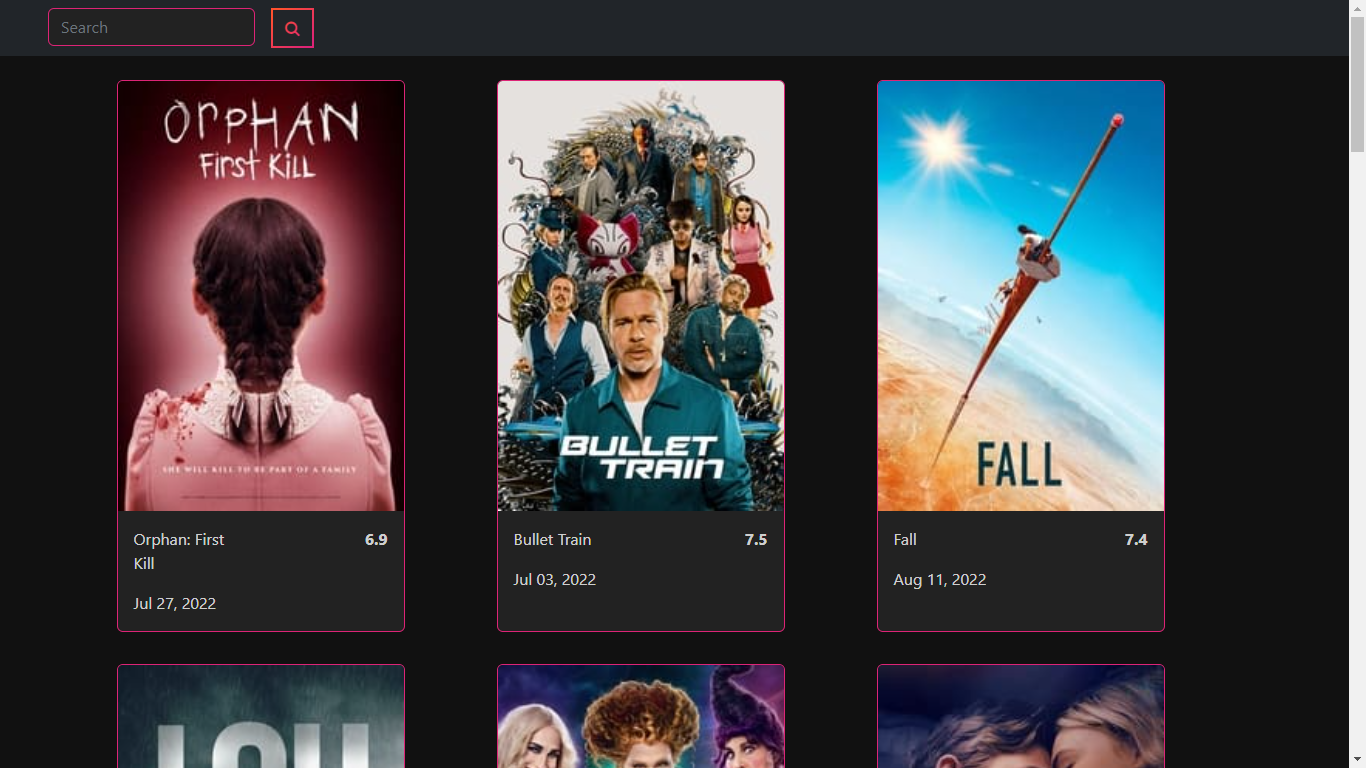 Search
ORPHAN
FIRST KILL
SHE WILL KILL TO BE PART OF A FAMILY
BULLET
TRAIN
FALL
Orphan: First
Kill
6.9
Jul 27, 2022
Bullet Train
7.5
Jul 03, 2022
Fall
7.4
Aug 11, 2022
LOU